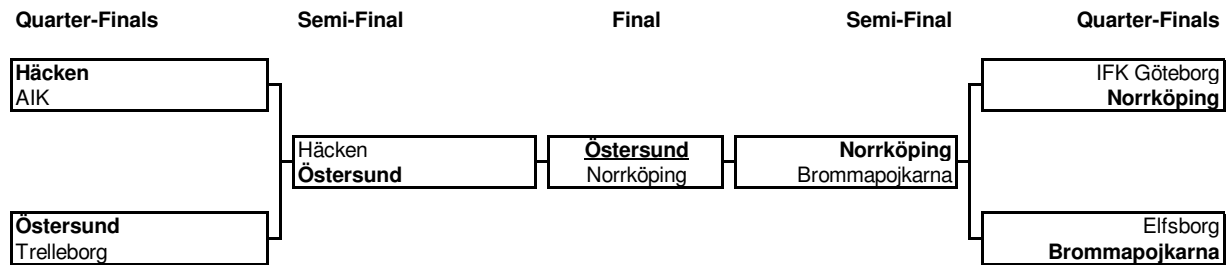 Quarter-Finals Semi-Final Final Semi-Final Quarter-Finals
Häcken IFK Göteborg
AIK Norrköping
Häcken Östersund Norrköping
Östersund Norrköping Brommapojkarna
Östersund Elfsborg
Trelleborg Brommapojkarna